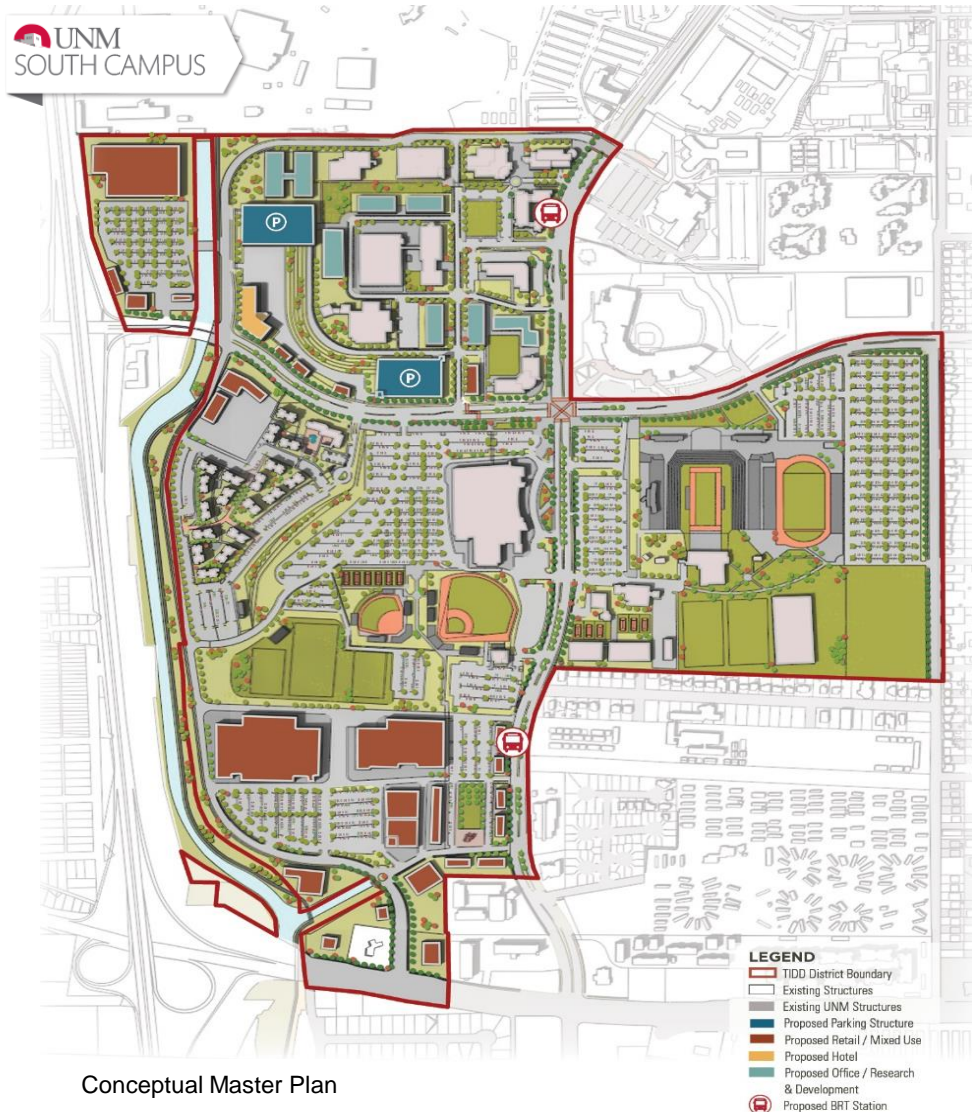 UNM
SOUTH CAMPUS
P
P
LEGEND
TIDD District Boundary
Existing Structures
Existing UNM Structures
Proposed Parking Structure
Proposed Retail / Mixed Use
Proposed Hotel
Proposed Office / Research
& Development
Proposed BRT Station
Conceptual Master Plan